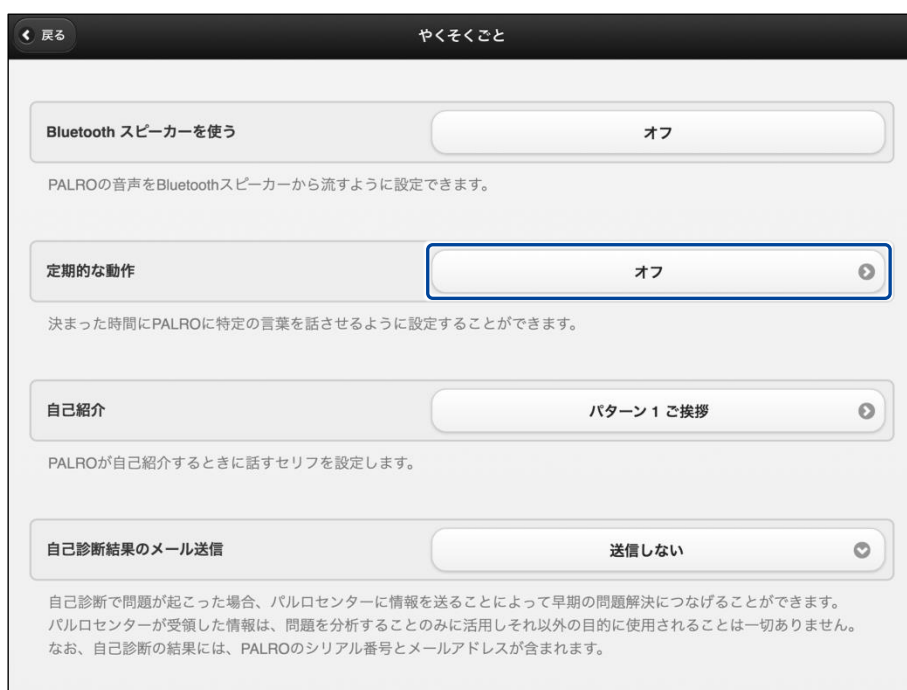 戻る
やくそくごと
Bluetooth スピーカーを使う
オフ
PALROの音声をBluetoothスピーカーから流すように設定できます。
定期的な動作
オフ
決まった時間にPALROに特定の言葉を話させるように設定することができます。
自己紹介
パターン 1 ご挨拶
PALROが自己紹介するときに話すセリフを設定します。
自己診断結果のメール送信
送信しない
自己診断で問題が起こった場合、パルロセンターに情報を送ることによって早期の問題解決につなげることができます。
パルロセンターが受領した情報は、問題を分析することのみに活用しそれ以外の目的に使用されることは一切ありません。
なお、自己診断の結果には、PALROのシリアル番号とメールアドレスが含まれます。